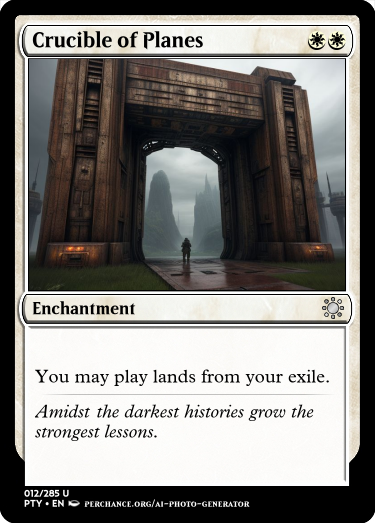 Crucible of Planes
Enchantment
You may play lands from your exile.
Amidst the darkest histories grow the
strongest lessons.
012/285 U
PTY • EN PERCHANCE.ORG/AI-PHOTO-GENERATOR